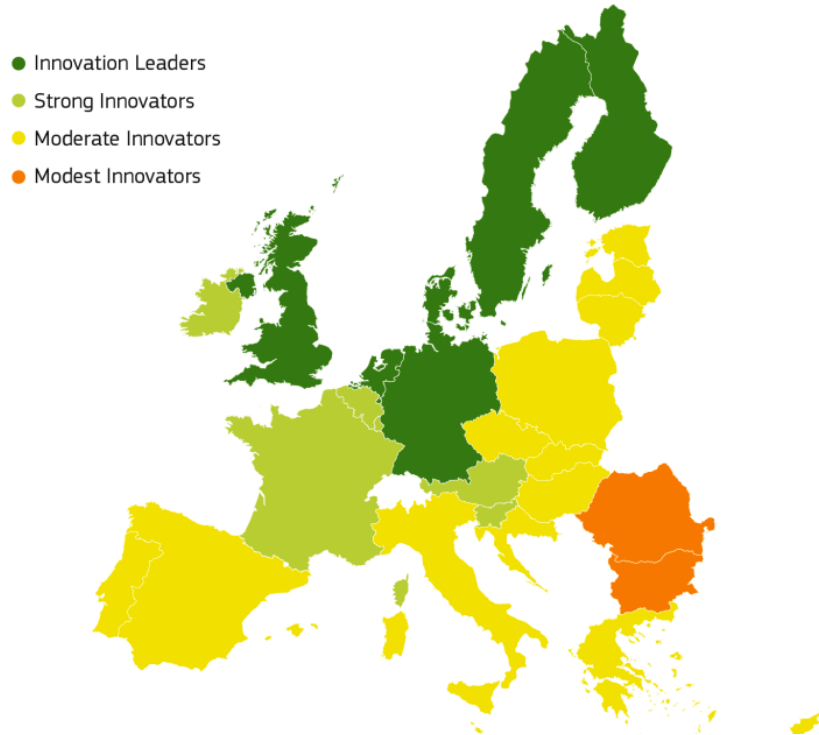 Innovation Leaders
Strong Innovators
Moderate Innovators
Modest Innovators